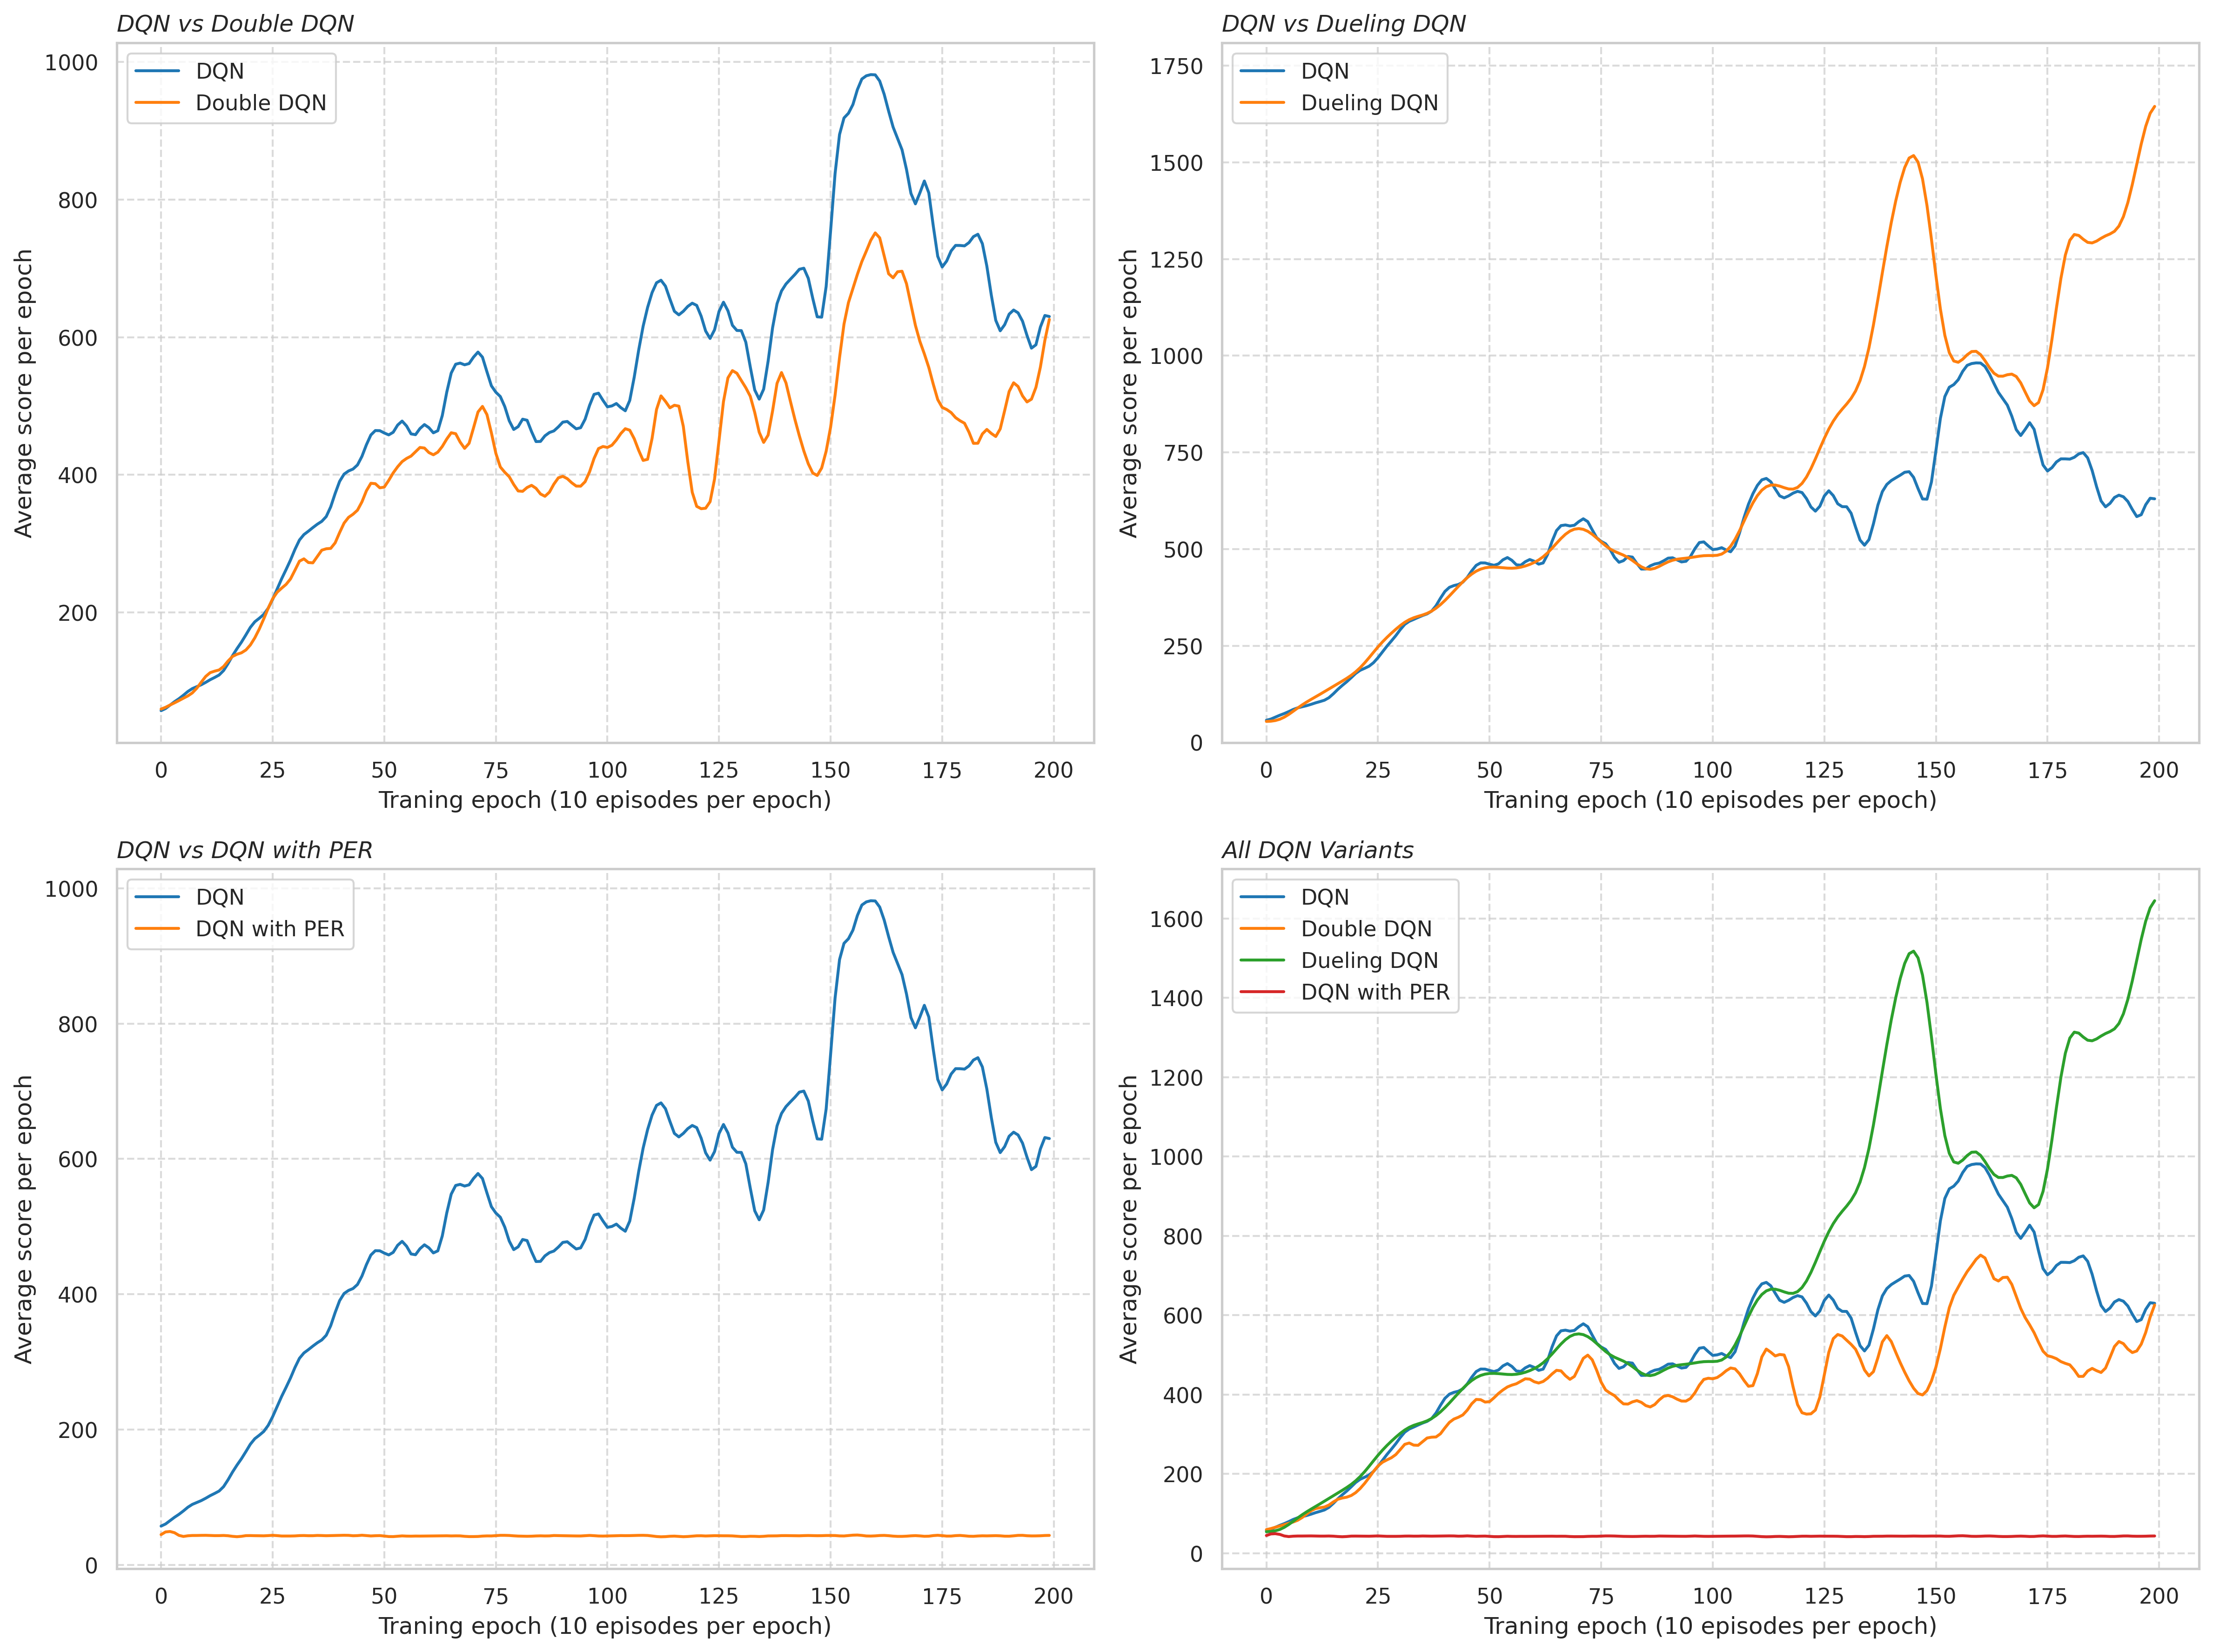 DQN vs Double DQN
DQN
Double DQN
1000
800
600
400
200
Average score per epoch
0 25 50 75 100 125 150 175 200
Traning epoch (10 episodes per epoch)
DQN vs Dueling DQN
DQN
Dueling DQN
1750
1500
1250
1000
750
500
250
0
Average score per epoch
0 25 50 75 100 125 150 175 200
Traning epoch (10 episodes per epoch)
DQN vs DQN with PER
DQN
DQN with PER
1000
800
600
400
200
0
Average score per epoch
0 25 50 75 100 125 150 175 200
Traning epoch (10 episodes per epoch)
All DQN Variants
DQN
Double DQN
Dueling DQN
DQN with PER
1600
1400
1200
1000
800
600
400
200
0
Average score per epoch
0 25 50 75 100 125 150 175 200
Traning epoch (10 episodes per epoch)